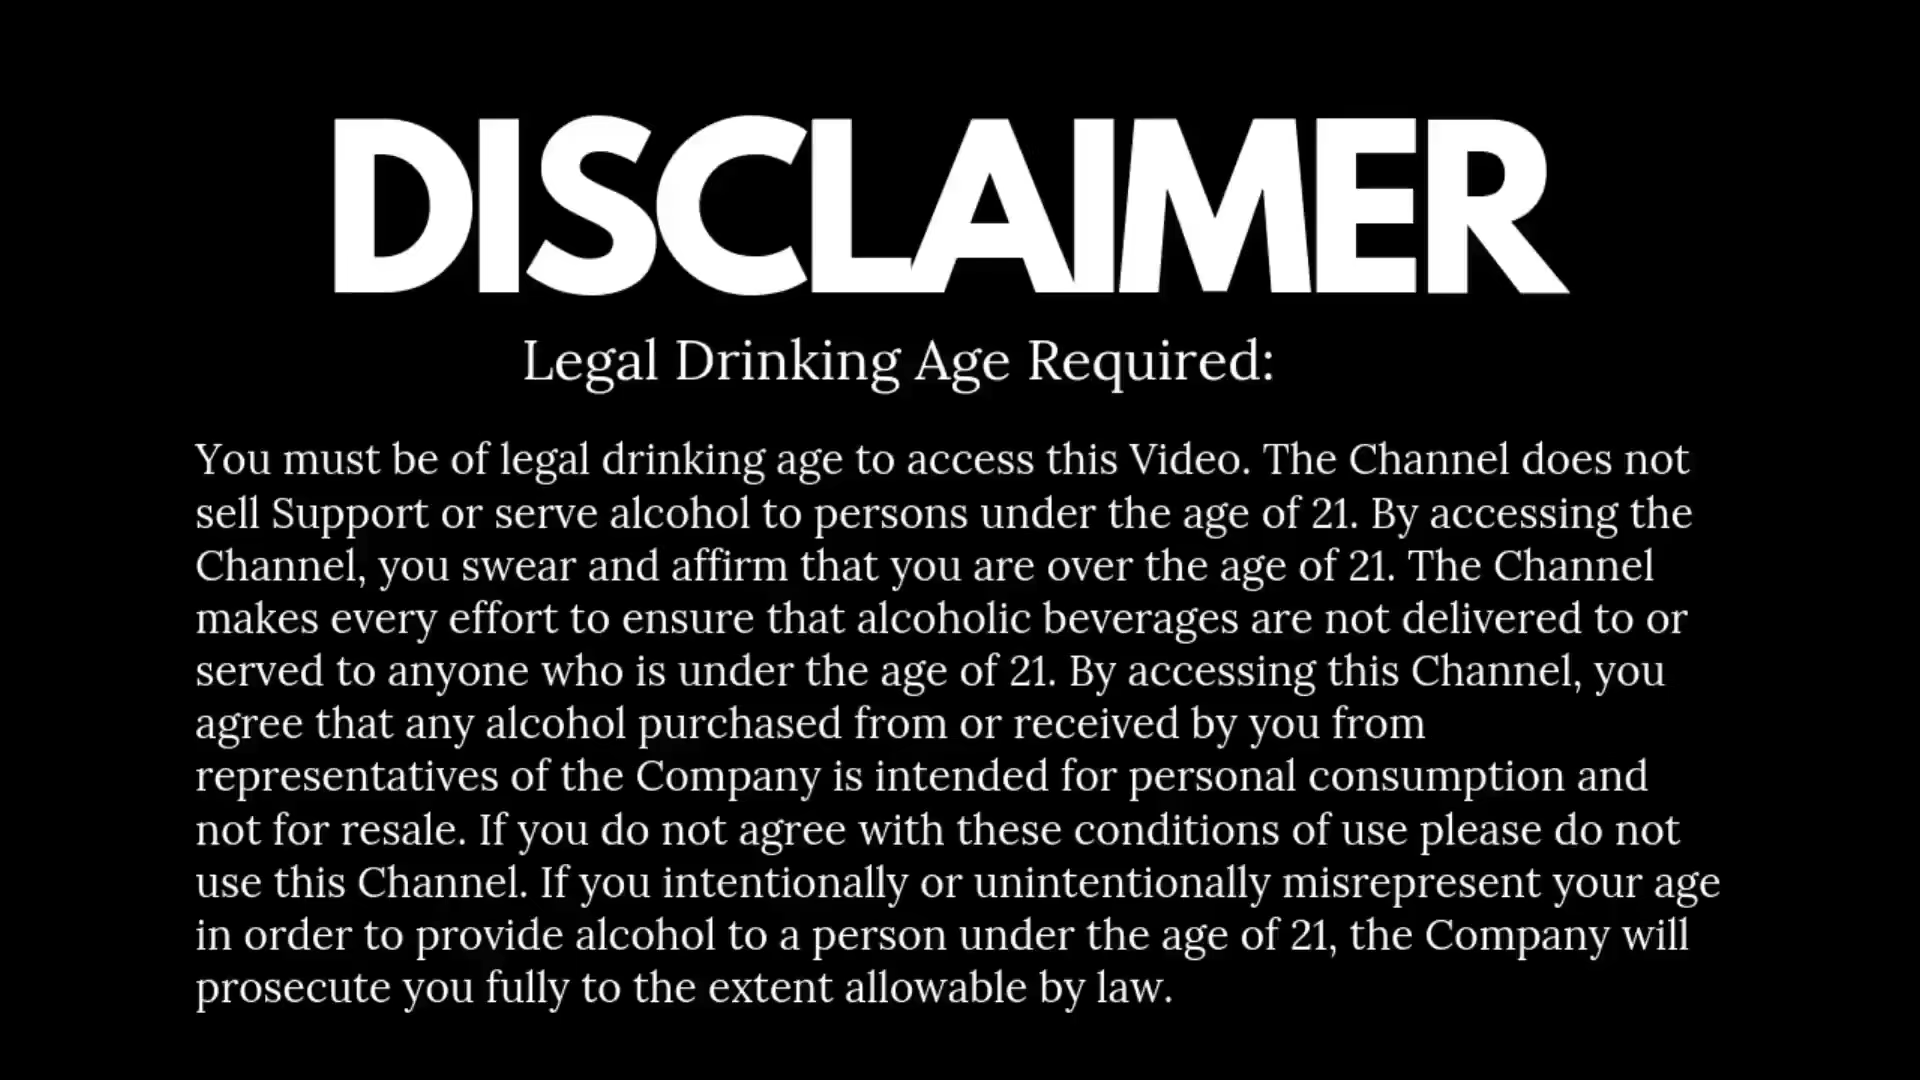 DISCLAIMER
Legal Drinking Age Required:
You must be of legal drinking age to access this Video. The Channel does not
sell Support or serve alcohol to persons under the age of 21. By accessing the
Channel, you swear and affirm that you are over the age of 21. The Channel
makes every effort to ensure that alcoholic beverages are not delivered to or
served to anyone who is under the age of 21. By accessing this Channel, you
agree that any alcohol purchased from or received by you from
representatives of the Company is intended for personal consumption and
not for resale. If you do not agree with these conditions of use please do not
use this Channel. If you intentionally or unintentionally misrepresent your age
in order to provide alcohol to a person under the age of 21, the Company will
prosecute you fully to the extent allowable by law.